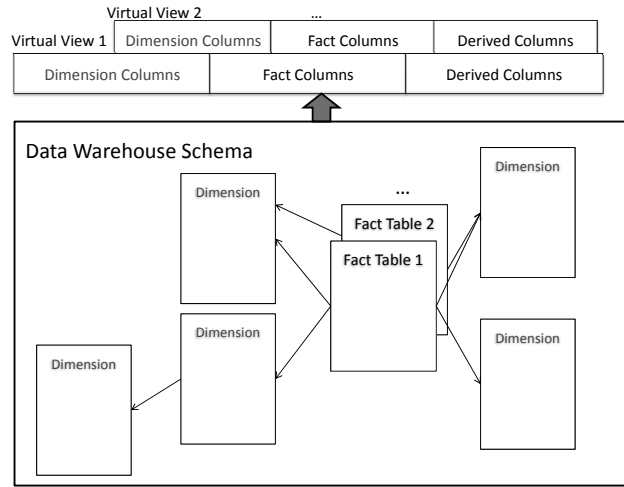 Virtual View 2 ...
Virtual View 1 Dimension Columns Fact Columns Derived Columns
Dimension Columns Fact Columns Derived Columns
Data Warehouse Schema
Dimension
Dimension
...
Fact Table 2
Fact Table 1
Dimension
Dimension
Dimension